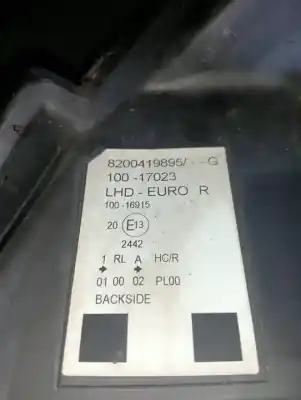 8200419895/--G
100-17023
LHD-EURO R
100-16915
20 E13
2442
1 RL A HC/R
01 00 02 PL00
BACKSIDE